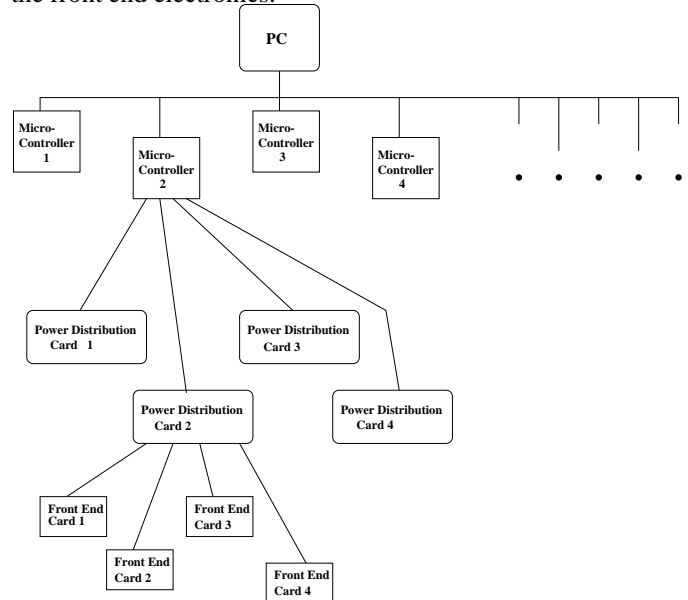 the front end electronics.
PC
Micro-
Controller
1
Micro-
Controller
2
Micro-
Controller
3
Micro-
Controller
4
Power Distribution
Card 1
Power Distribution
Card 3
Power Distribution
Card 2
Power Distribution
Card 4
Front End
Card 1
Front End
Card 3
Front End
Card 2
Front End
Card 4